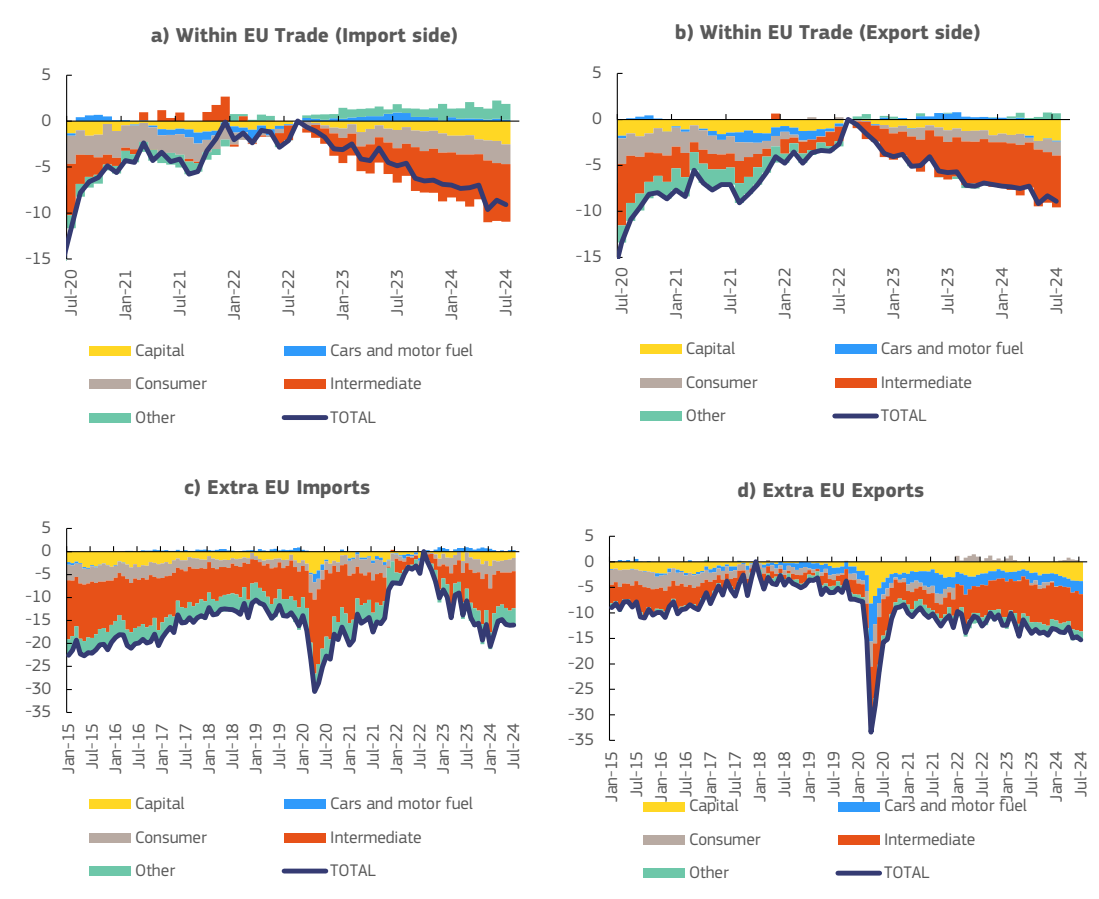 a) Within EU Trade (Import side)
5
0
-5
-10
-15
Jul-20
Jan-21
Jul-21
Jan-22
Jul-22
Jan-23
Jul-23
Jan-24
Jul-24
Capital
Cars and motor fuel
Consumer
Intermediate
Other
TOTAL
b) Within EU Trade (Export side)
5
0
-5
-10
-15
Jul-20
Jan-21
Jul-21
Jan-22
Jul-22
Jan-23
Jul-23
Jan-24
Jul-24
Capital
Cars and motor fuel
Consumer
Intermediate
Other
TOTAL
c) Extra EU Imports
5
0
-5
-10
-15
-20
-25
-30
-35
Jan-15
Jul-15
Jan-16
Jul-16
Jan-17
Jul-17
Jan-18
Jul-18
Jan-19
Jul-19
Jan-20
Jul-20
Jan-21
Jul-21
Jan-22
Jul-22
Jan-23
Jul-23
Jan-24
Jul-24
Capital
Cars and motor fuel
Consumer
Intermediate
Other
TOTAL
d) Extra EU Exports
5
0
-5
-10
-15
-20
-25
-30
-35
Jan-15
Jul-15
Jan-16
Jul-16
Jan-17
Jul-17
Jan-18
Jul-18
Jan-19
Jul-19
Jan-20
Jul-20
Jan-21
Jul-21
Jan-22
Jul-22
Jan-23
Jul-23
Jan-24
Jul-24
Capital
Cars and motor fuel
Consumer
Intermediate
Other
TOTAL